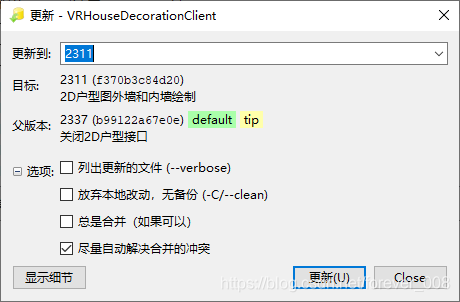 更新 - VRHouseDecorationClient
更新到: 2311
目标: 2311 (f370b3c84d20)
2D户型图外墙和内墙绘制
父版本: 2337 (b99122a67e0e) default tip
关闭2D户型接口
选项: 列出更新的文件 (--verbose)
放弃本地改动，无备份 (-C/--clean)
总是合并（如果可以）
尽量自动解决合并的冲突
显示细节 更新(U) Close
https://blog.csdn.net/forever_008